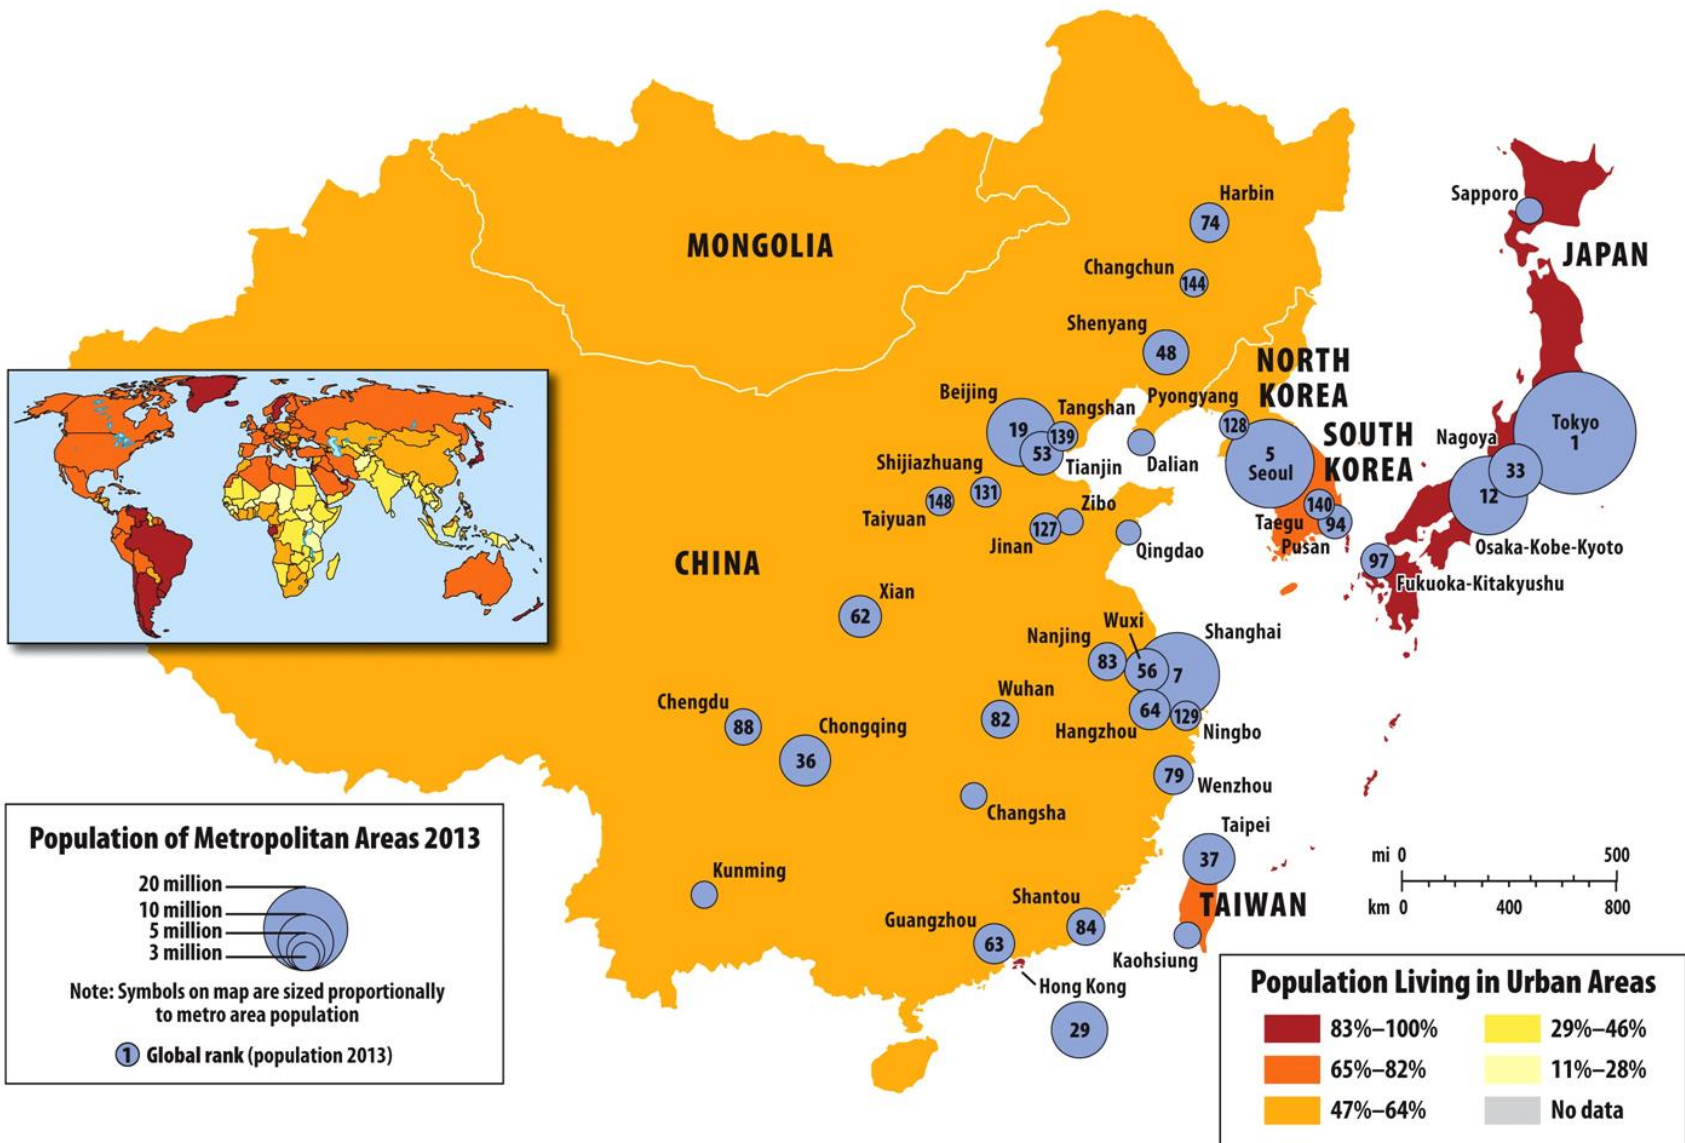 Harbin
74
Sapporo
MONGOLIA
JAPAN
Changchun
144
Shenyang
48
NORTH
KOREA
Beijing
19
Tangshan
139
Pyongyang
128
53
Tianjin
Dalian
5
Seoul
SOUTH
KOREA
Nagoya
33
Tokyo
1
12
Osaka-Kobe-Kyoto
Shijiazhuang
131
148
Taiyuan
Zibo
127
Jinan
Qingdao
140
Taegu
94
Pusan
97
Fukuoka-Kitakyushu
CHINA
Xian
62
Wuxi
Nanjing
83
56
7
Shanghai
64
Hangzhou
129
Ningbo
Chengdu
88
Chongqing
36
Wuhan
82
79
Wenzhou
Changsha
Taipei
37
TAIWAN
Kaohsiung
Kunming
Shantou
84
Guangzhou
63
Hong Kong
29
mi 0 500
km 0 400 800
Population of Metropolitan Areas 2013
20 million
10 million
5 million
3 million
Note: Symbols on map are sized proportionally
to metro area population
1 Global rank (population 2013)
Population Living in Urban Areas
83%–100% 29%–46%
65%–82% 11%–28%
47%–64% No data